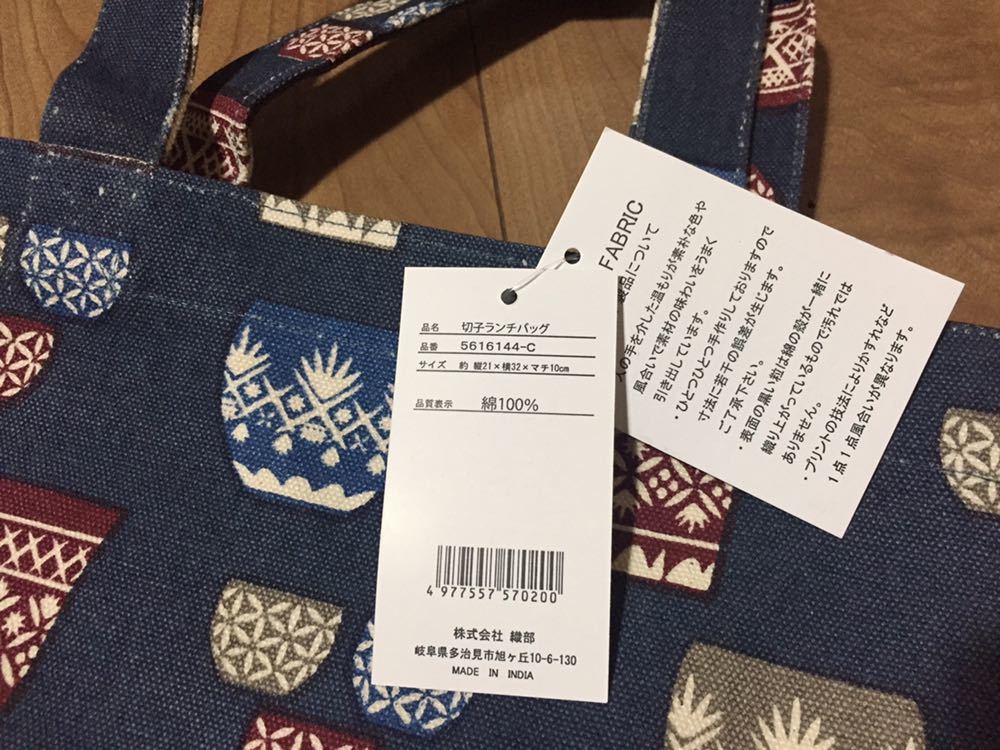 品名 切子ランチバッグ
品番 5616144-C
サイズ 約 縦21×横32×マチ10cm
品質表示 綿100%
4 977557 570200
株式会社 織部
岐阜県多治見市旭ヶ丘10-6-130
MADE IN INDIA
FABRIC
製品について
人の手を介した温もりが素朴な色や
風合いで素材の味わいをうまく
引き出しています。
・ひとつひとつ手作りしておりますので
寸法に若干の誤差が生じます。
ご了承下さい。
・表面の黒い粒は綿の殻が一緒に
織り上がっているもので汚れでは
ありません。
・プリントの技法によりかすれなど
1点1点風合いが異なります。